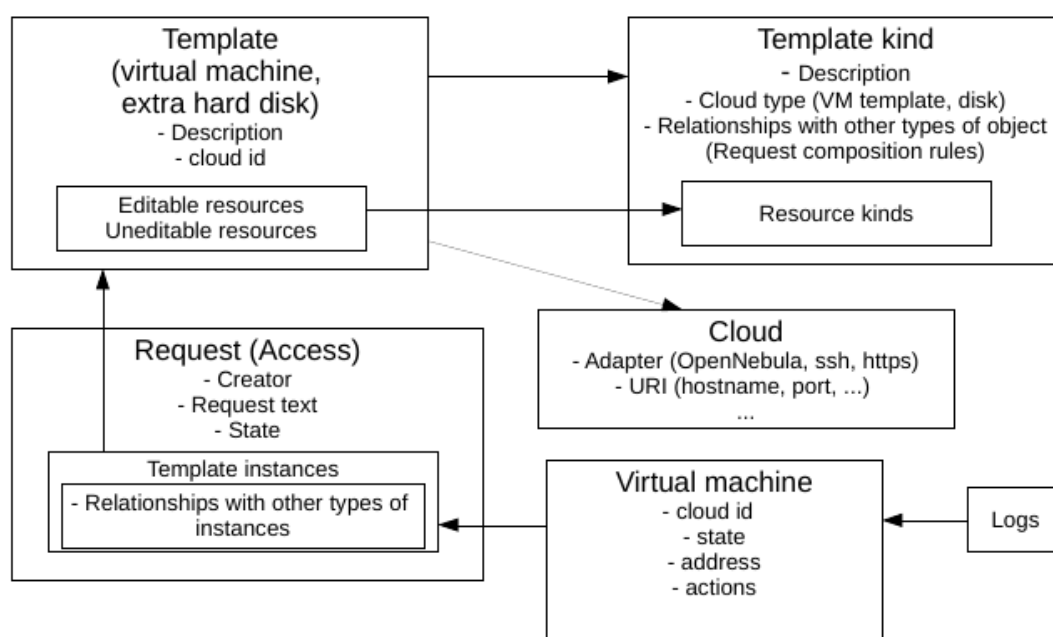 Template
(virtual machine,
extra hard disk)
- Description
- cloud id
Editable resources
Uneditable resources
Template kind
- Description
- Cloud type (VM template, disk)
- Relationships with other types of object
(Request composition rules)
Resource kinds
Cloud
- Adapter (OpenNebula, ssh, https)
- URI (hostname, port, ...)
...
Request (Access)
- Creator
- Request text
- State
Template instances
- Relationships with other types of
instances
Virtual machine
- cloud id
- state
- address
- actions
Logs